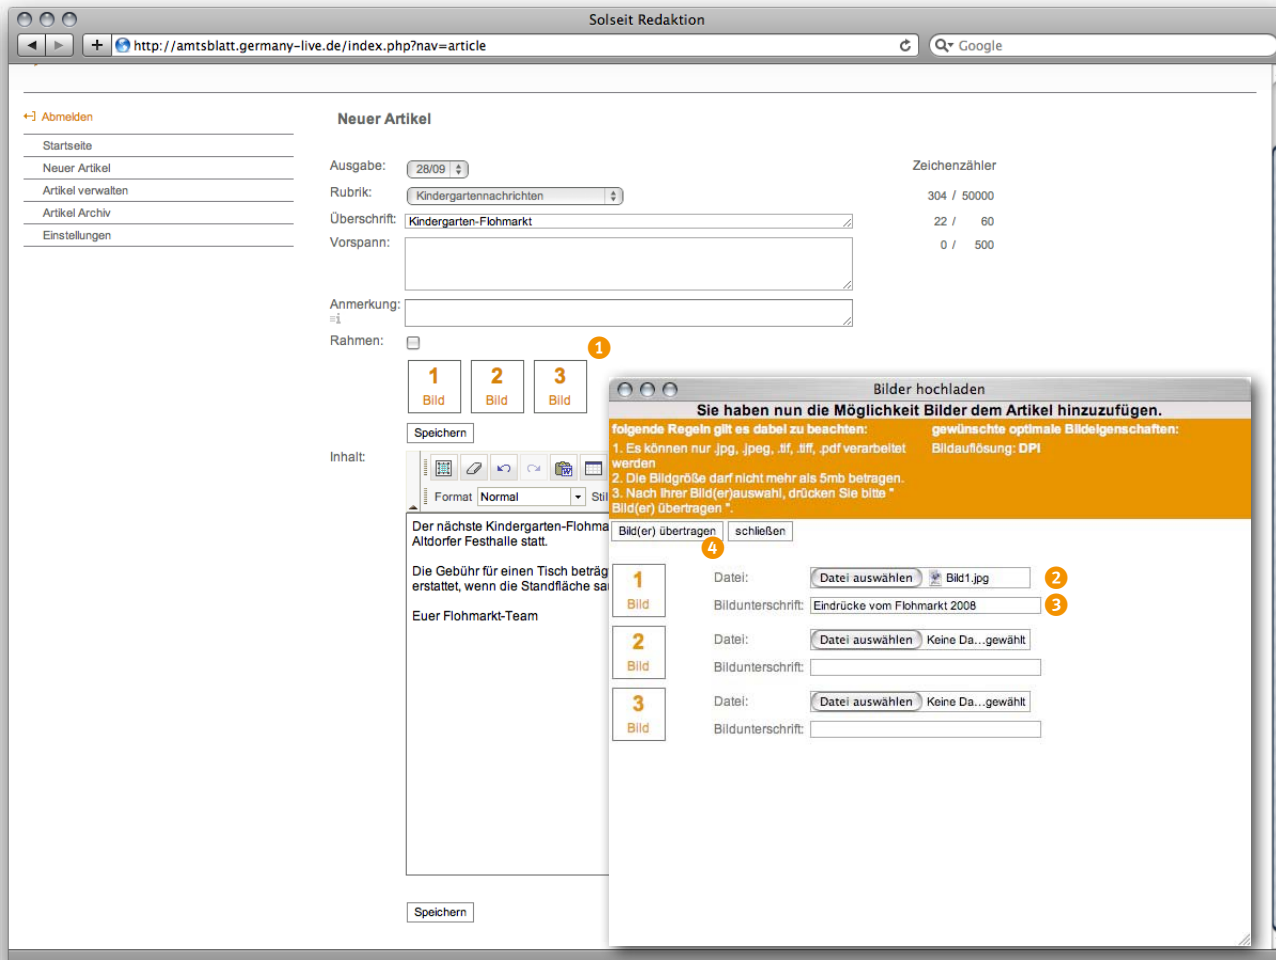 Solseit Redaktion
http://amtsblatt.germany-live.de/index.php?nav=article
Google
Abmelden
Startseite
Neuer Artikel
Artikel verwalten
Artikel Archiv
Einstellungen
Neuer Artikel
Ausgabe: 28/09
Zeichenzähler
Rubrik: Kindergartennachrichten
304 / 50000
Überschrift: Kindergarten-Flohmarkt
22 / 60
Vorspann:
0 / 500
Anmerkung:
=i
Rahmen:
1
1 2 3
Bild Bild Bild
Speichern
Inhalt:
Format Normal Stil
Der nächste Kindergarten-Flohma
Altdorfer Festhalle statt.
Die Gebühr für einen Tisch beträg
erstattet, wenn die Standfläche sa
Euer Flohmarkt-Team
Speichern
Bilder hochladen
Sie haben nun die Möglichkeit Bilder dem Artikel hinzuzufügen.
folgende Regeln gilt es dabei zu beachten:
1. Es können nur .jpg, .jpeg, .tif, .tiff, .pdf verarbeitet
werden
2. Die Bildgröße darf nicht mehr als 5mb betragen.
3. Nach Ihrer Bild(er)auswahl, drücken Sie bitte "
Bild(er) übertragen ".
gewünschte optimale Bildeigenschaften:
Bildauflösung: DPI
Bild(er) übertragen schließen
4
1
Bild
Datei: Datei auswählen Bild1.jpg 2
Bildunterschrift: Eindrücke vom Flohmarkt 2008 3
2
Bild
Datei: Datei auswählen Keine Da...gewählt
Bildunterschrift:
3
Bild
Datei: Datei auswählen Keine Da...gewählt
Bildunterschrift: